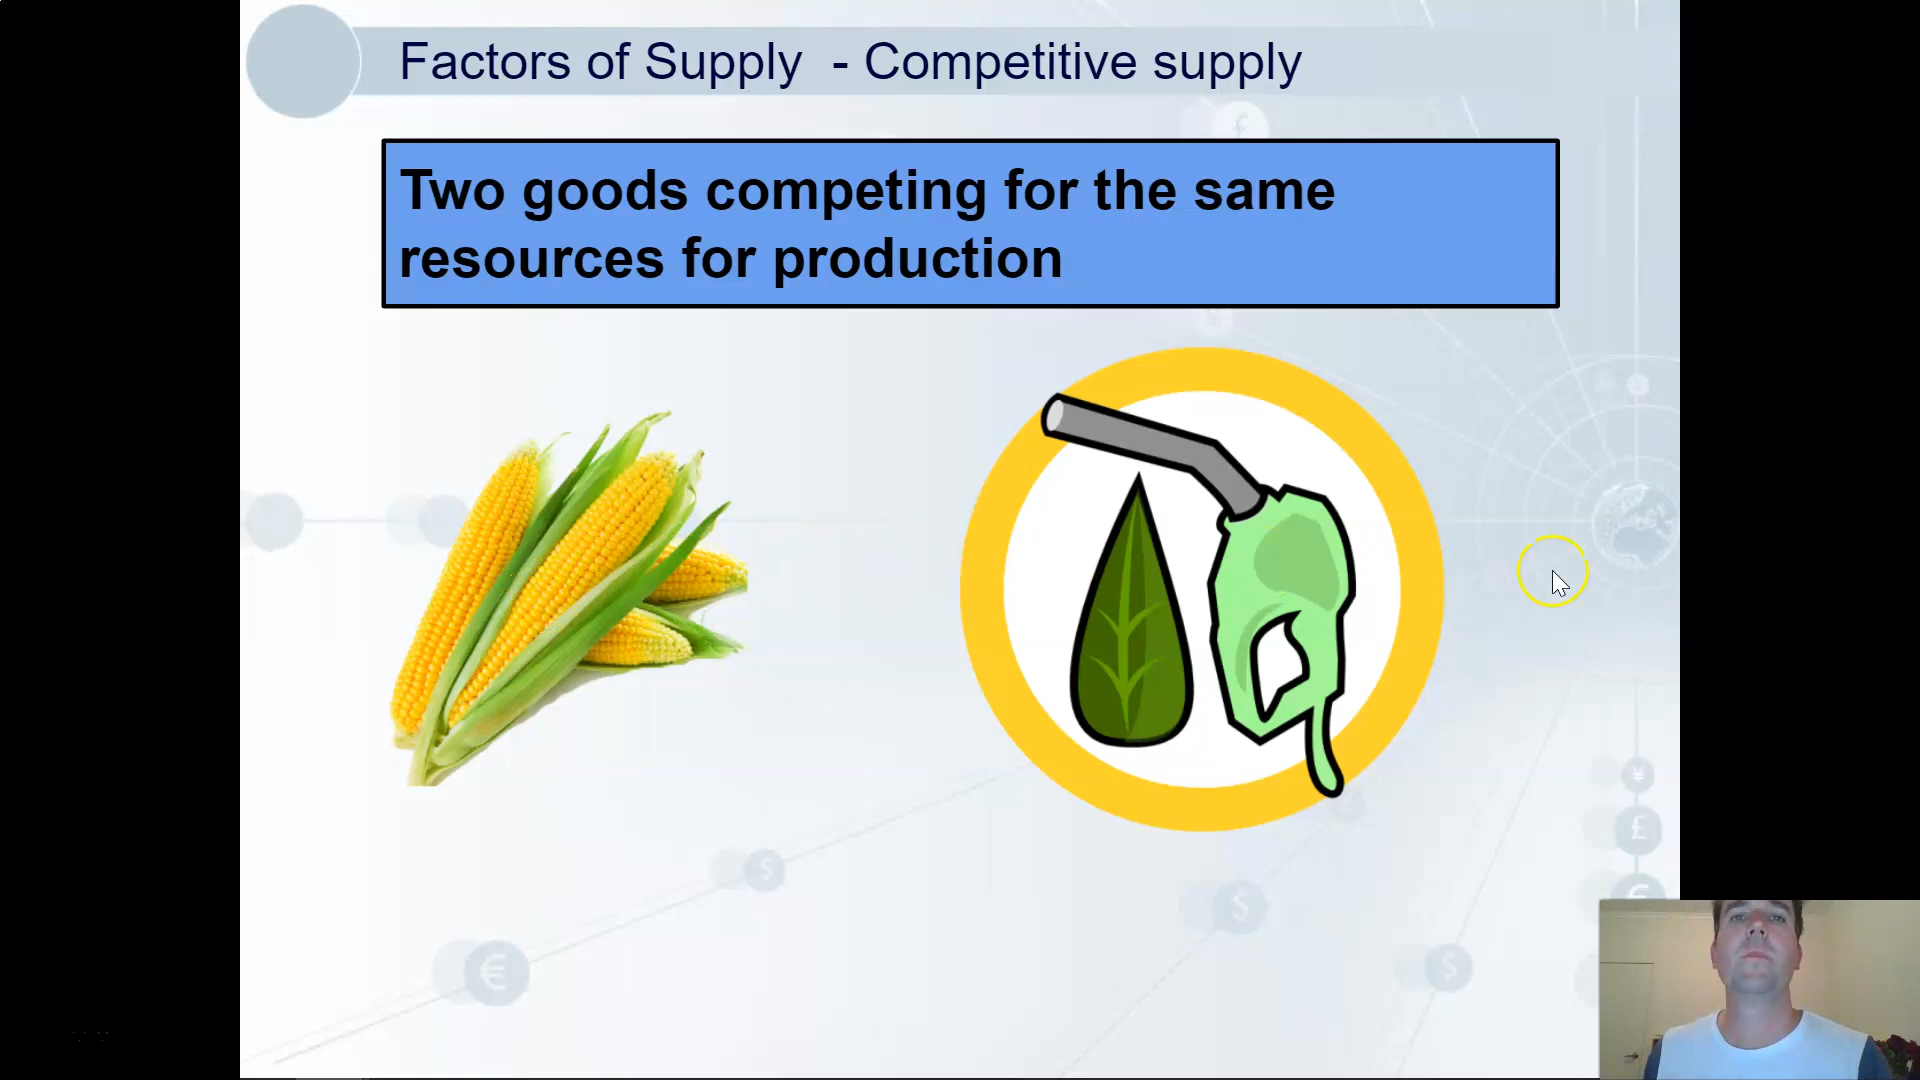 Factors of Supply - Competitive supply
Two goods competing for the same
resources for production